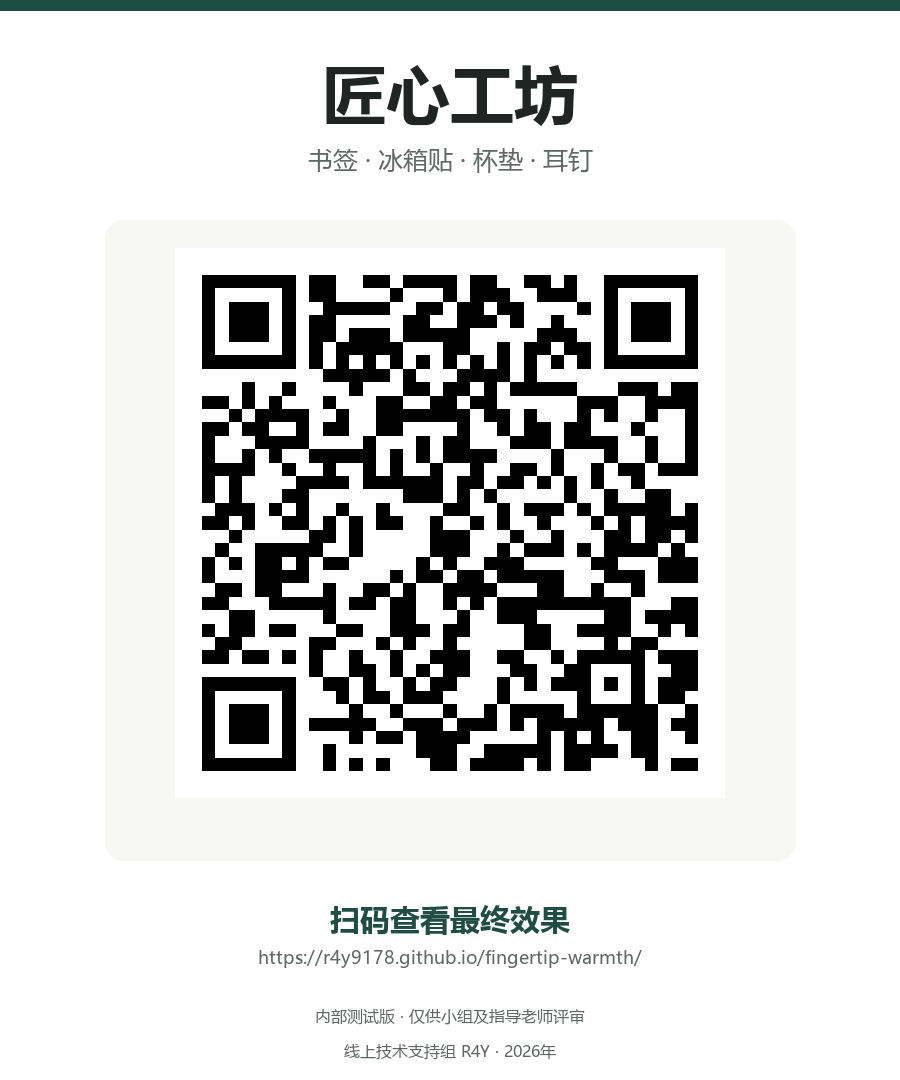 匠心工坊
书签 · 冰箱贴 · 杯垫 · 耳钉
扫码查看最终效果
https://r4y9178.github.io/fingertip-warmth/
内部测试版 · 仅供小组及指导老师评审
线上技术支持组 R4Y · 2026年